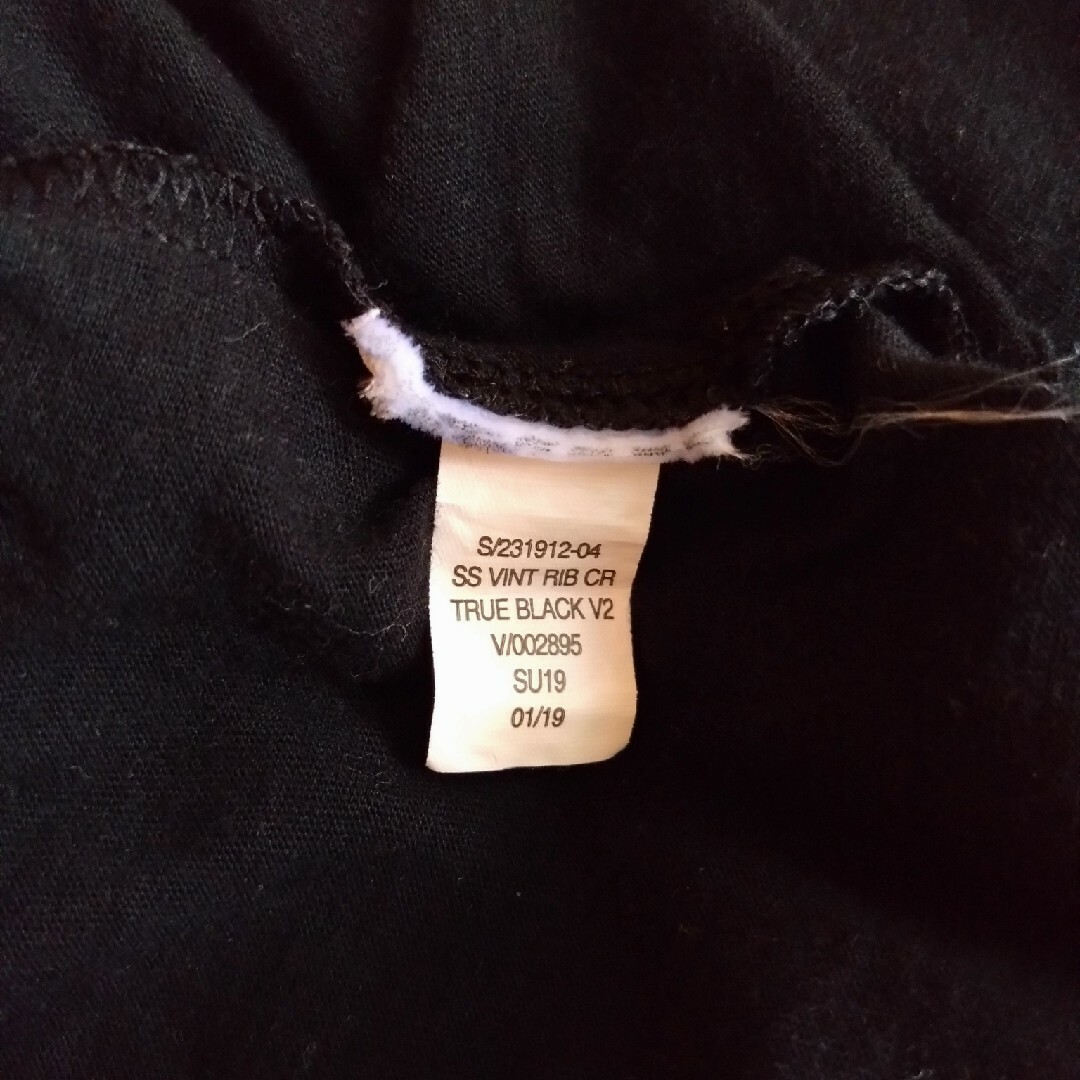 S/231912-04
SS VINT RIB CR
TRUE BLACK V2
V/002895
SU19
01/19